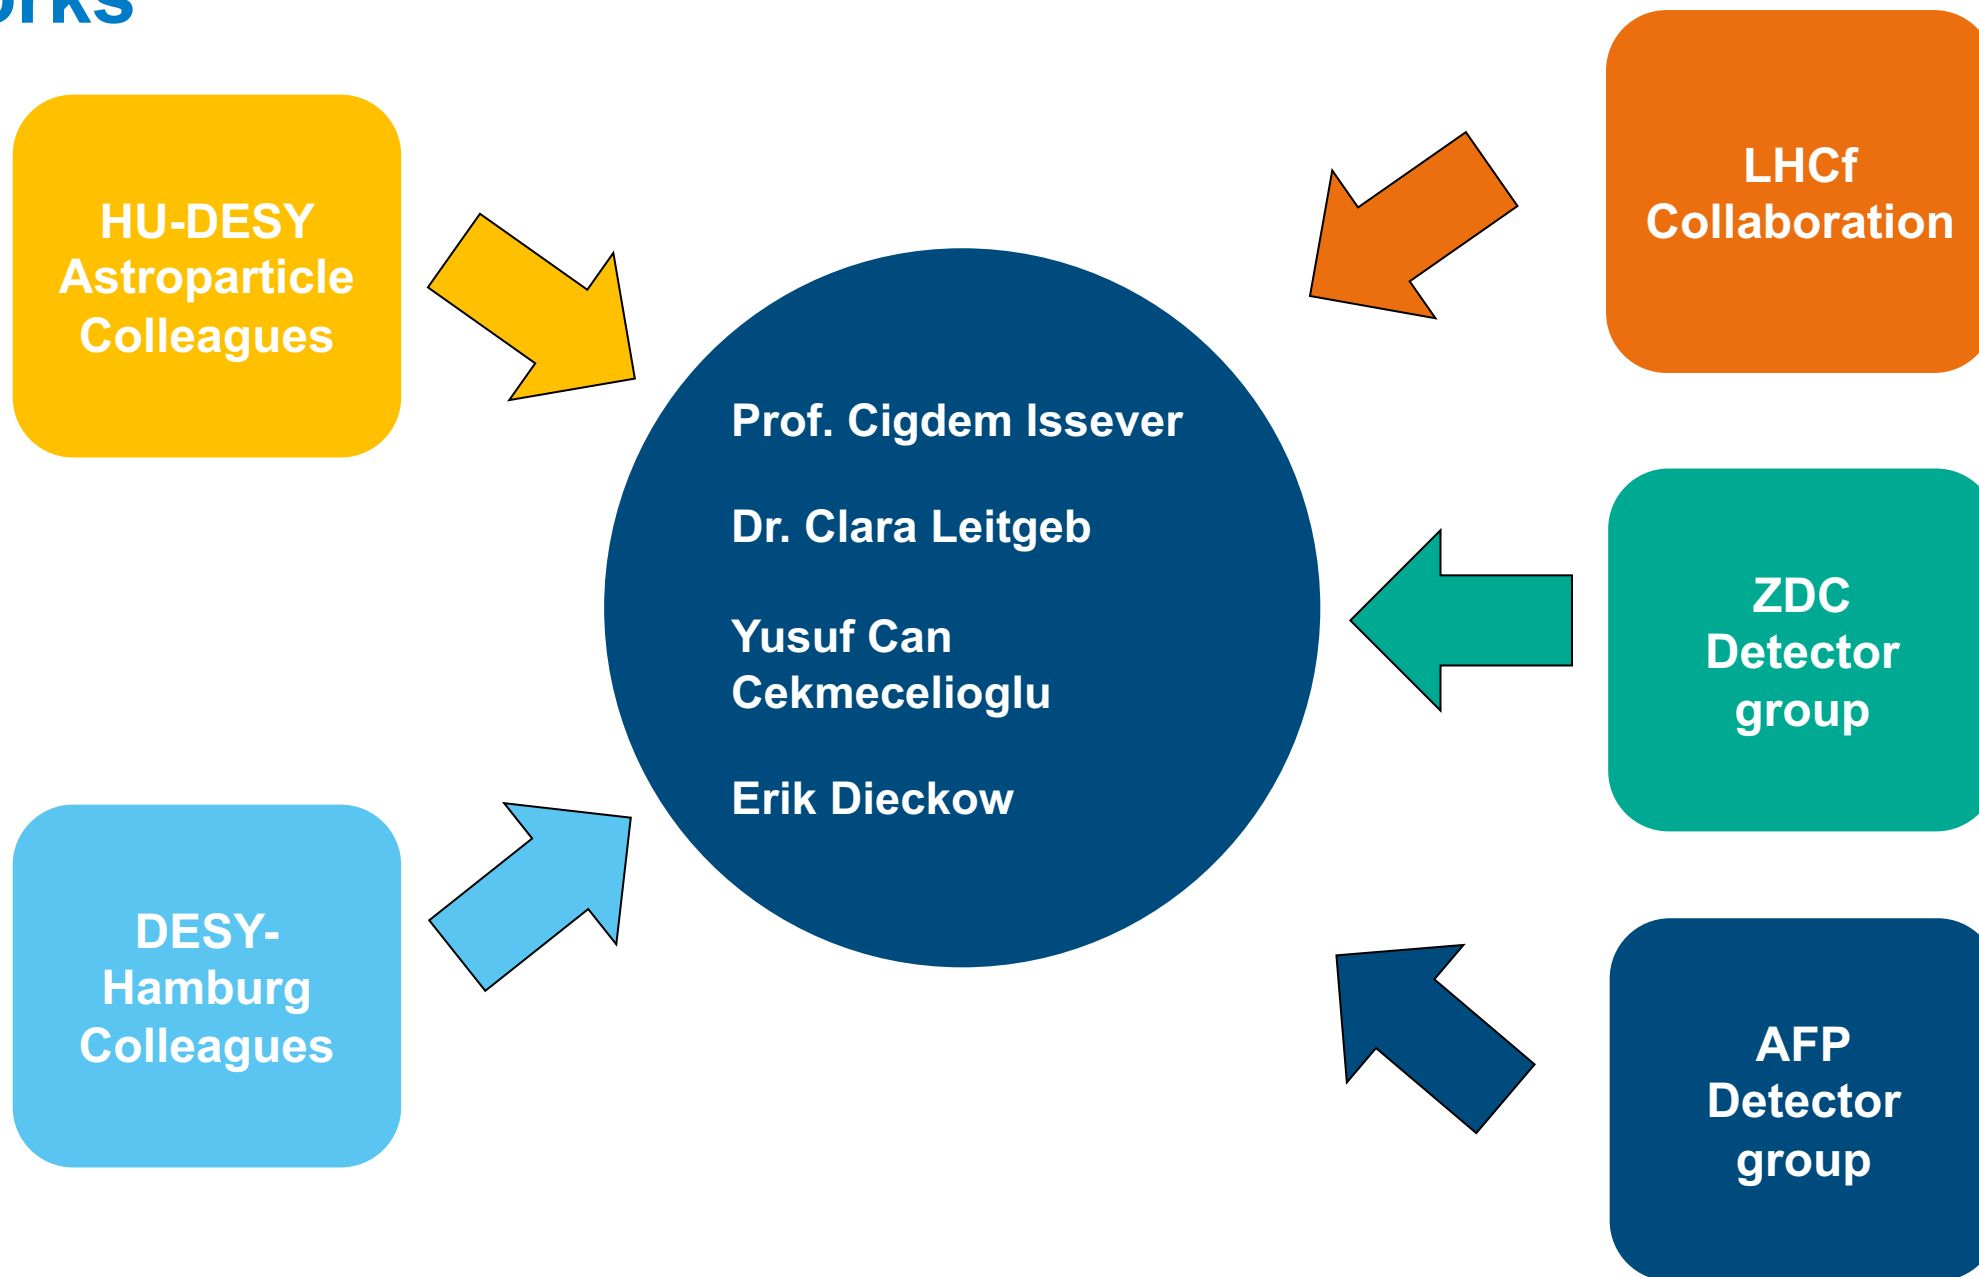 HU-DESY
Astroparticle
Colleagues
DESY-
Hamburg
Colleagues
Prof. Cigdem Issever
Dr. Clara Leitgeb
Yusuf Can
Cekmecelioglu
Erik Dieckow
LHCf
Collaboration
ZDC
Detector
group
AFP
Detector
group